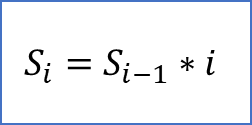 Sᵢ = Sᵢ₋₁ * i